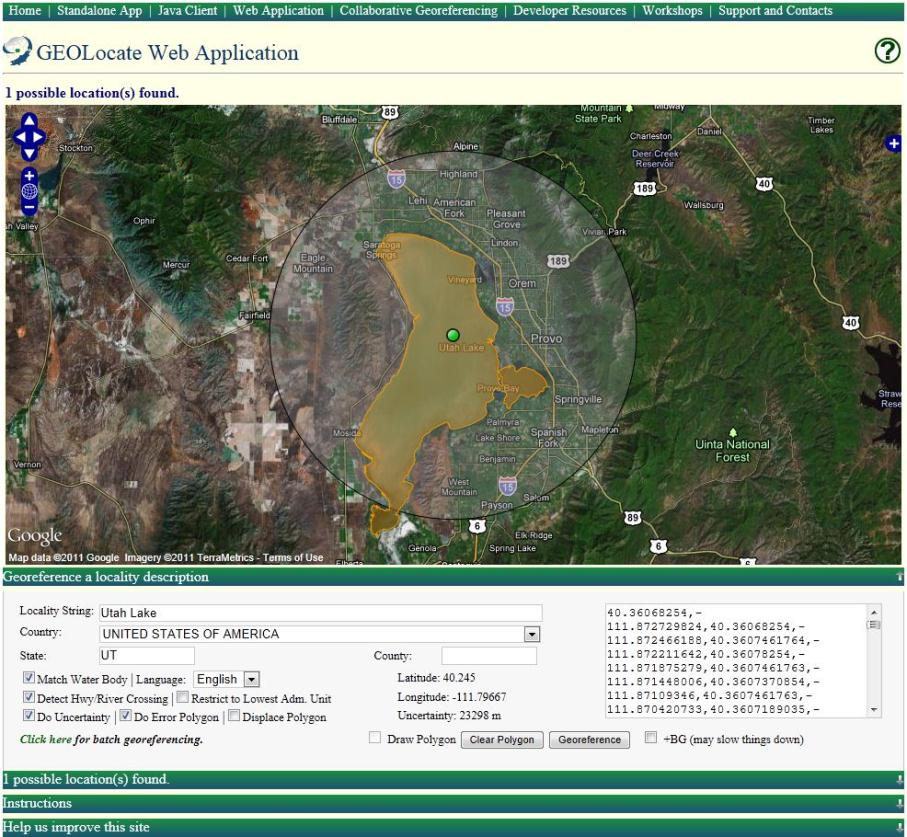 Home | Standalone App | Java Client | Web Application | Collaborative Georeferencing | Developer Resources | Workshops | Support and Contacts
GEOLocate Web Application
?
1 possible location(s) found.
89
Mountain
State Park
Midway
Bluffdale
Timber
Lakes
Stockton
Alpine
Charleston
Daniel
Deer Creek
Reservoir
15
Highland
189
40
Lehi
American
Fork
Pleasant
Grove
Wallsburg
sh Valley
Ophir
Vivian Park
Saratoga
Springs
Lindon
Cedar Fort
Eagle
Mountain
Mercur
189
Vineyard
Orem
15
Fairfield
40
Utah Lake
Provo
Provo Bay
Springville
Straw
Rese
Palmyra
Lake Shore
Spanish
Fork
Mapleton
Mosida
Uinta National
Forest
Benjamin
Vernon
West
Mountain
15
Salem
Payson
89
6
Elk Ridge
Google
Genola
Spring Lake
6
Map data ©2011 Google Imagery ©2011 TerraMetrics - Terms of Use
Elberta
6
Georeference a locality description
Locality String: Utah Lake
Country: UNITED STATES OF AMERICA
State: UT
County:
Match Water Body | Language: English
Latitude: 40.245
Detect Hwy/River Crossing | Restrict to Lowest Adm. Unit
Longitude: -111.79667
Do Uncertainty | Do Error Polygon | Displace Polygon
Uncertainty: 23298 m
40.36068254,-
111.872729824,40.36068254,-
111.872466188,40.3607461764,-
111.872211642,40.36078254,-
111.871875279,40.3607461763,-
111.871448006,40.3607370854,-
111.87109346,40.3607461763,-
111.870420733,40.3607189035,-
Click here for batch georeferencing.
Draw Polygon Clear Polygon Georeference +BG (may slow things down)
1 possible location(s) found.
Instructions
Help us improve this site